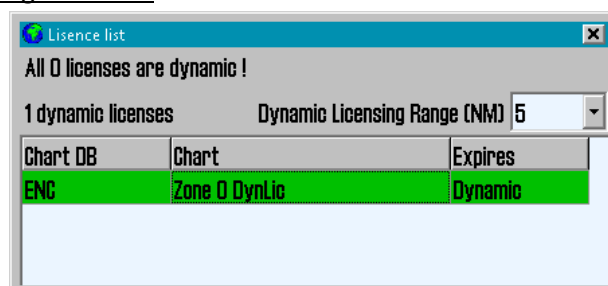 Lisence list
All 0 licenses are dynamic !
1 dynamic licenses Dynamic Licensing Range (NM) 5
Chart DB Chart Expires
ENC Zone 0 DynLic Dynamic